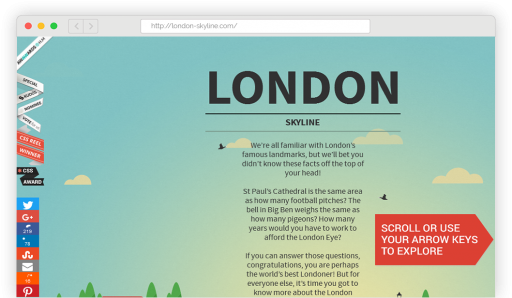 http://london-skyline.com/
SPECIAL
NOMINEE
VOTE
CSS REEL
WINNER
CSS
AWARD
219
LONDON
SKYLINE
We're all familiar with London's
famous landmarks, but we'll bet you
didn't know these facts off the top of
your head!
St Paul's Cathedral is the same area
as how many football pitches? The
bell in Big Ben weighs the same as
how many pigeons? How many
years would you have to work to
afford the London Eye?
If you can answer those questions,
congratulations, you are perhaps
the world's best Londoner! But for
everyone else, it's time you got to
know more about the London
SCROLL OR USE
YOUR ARROW KEYS
TO EXPLORE